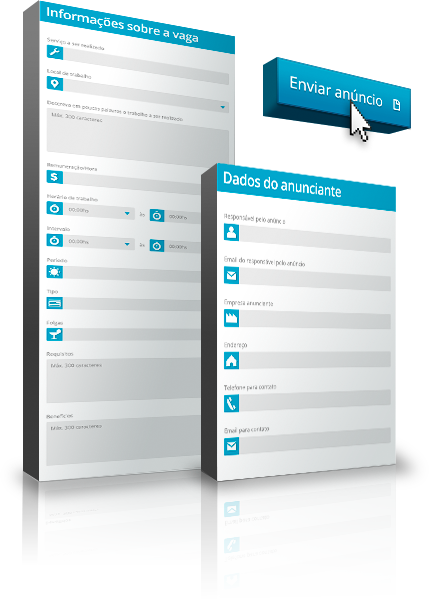 Informações sobre a vaga
Serviço a ser realizado
Local de trabalho
Descreva em poucas palavras o trabalho a ser realizado
Máx. 300 caracteres
Remuneração/Hora
$
Horário de trabalho
00:00hs
às
00:00hs
Intervalo
00:00hs
às
00:00hs
Período
Tipo
Folgas
Requisitos
Máx. 300 caracteres
Benefícios
Máx. 300 caracteres
Enviar anúncio
Dados do anunciante
Responsável pelo anúncio
Email do responsável pelo anúncio
Empresa anunciante
Endereço
Telefone para contato
Email para contato